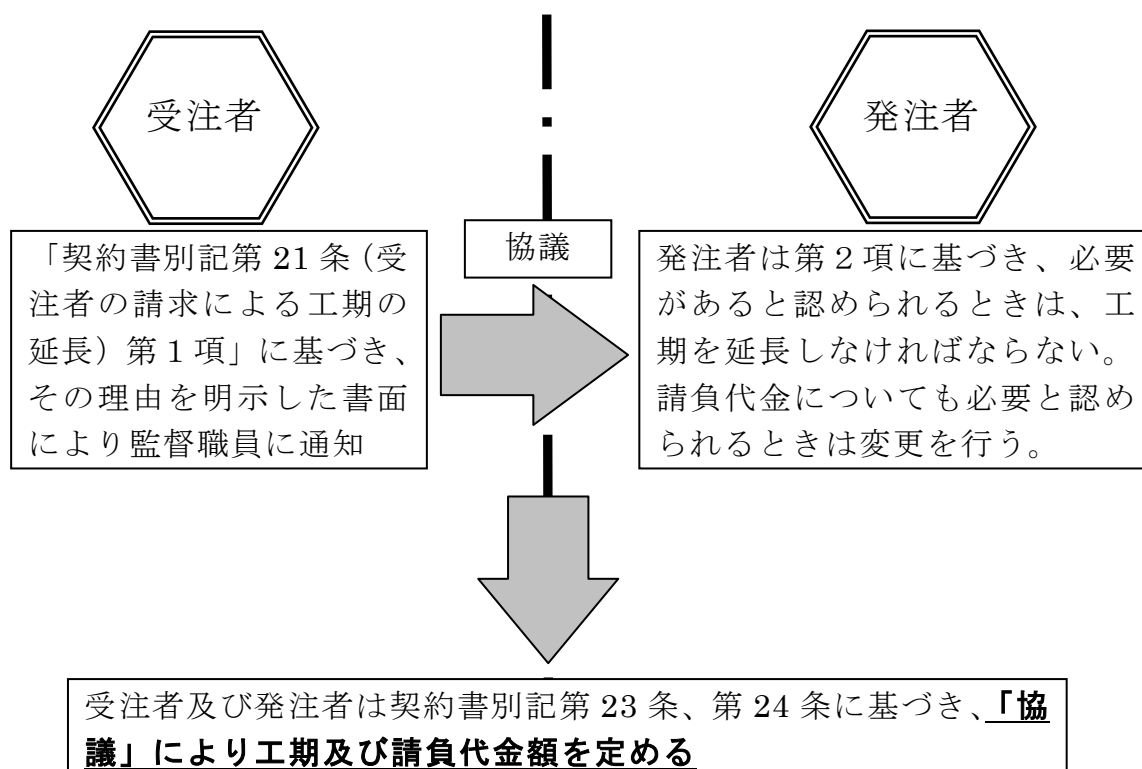 受注者
発注者
協議
「契約書別記第 21 条（受
注者の請求による工期の
延長）第１項」に基づき、
その理由を明示した書面
により監督職員に通知
発注者は第２項に基づき、必要
があると認められるときは、工
期を延長しなければならない。
請負代金についても必要と認め
られるときは変更を行う。
受注者及び発注者は契約書別記第 23 条、第 24 条に基づき、「協
議」により工期及び請負代金額を定める